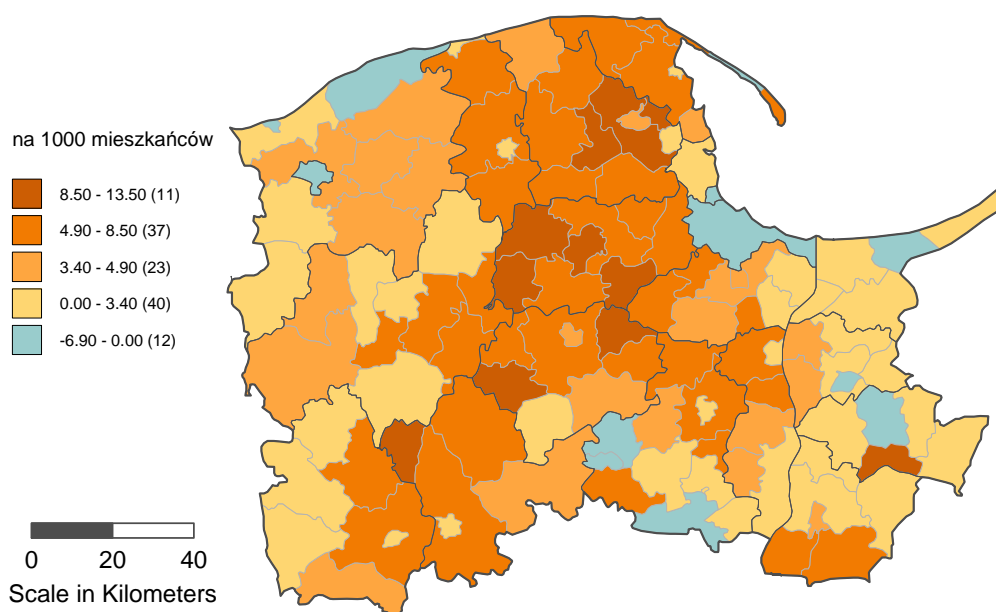 na 1000 mieszkańców
8.50 - 13.50 (11)
4.90 - 8.50 (37)
3.40 - 4.90 (23)
0.00 - 3.40 (40)
-6.90 - 0.00 (12)
0 20 40
Scale in Kilometers